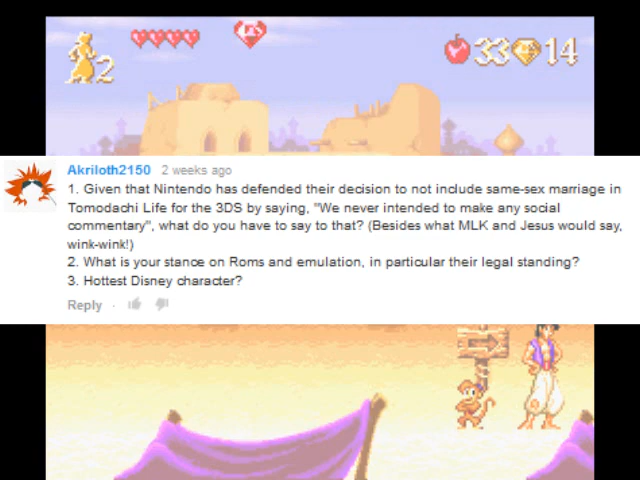 2
33 14
Akriloth2150 2 weeks ago
1. Given that Nintendo has defended their decision to not include same-sex marriage in
Tomodachi Life for the 3DS by saying, "We never intended to make any social
commentary", what do you have to say to that? (Besides what MLK and Jesus would say,
wink-wink!)
2. What is your stance on Roms and emulation, in particular their legal standing?
3. Hottest Disney character?
Reply ·